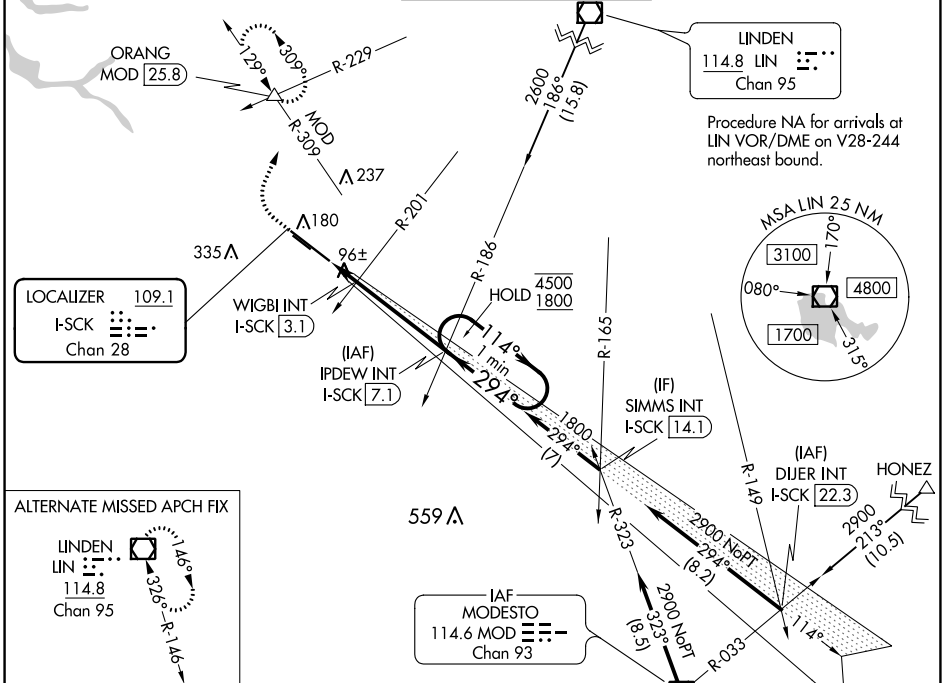 ORANG
MOD 25.8
129°
309°
R-229
MOD
R-309
2600
186°
(15.8)
LINDEN
114.8 LIN
Chan 95
Procedure NA for arrivals at
LIN VOR/DME on V28-244
northeast bound.
237
180
335
96±
R-201
R-186
HOLD
4500
1800
R-165
MSA LIN 25 NM
170°
3100
080°
4800
1700
315°
LOCALIZER 109.1
I-SCK
Chan 28
WIGBI INT
I-SCK 3.1
(IAF)
IPDEW INT
I-SCK 7.1
114°
1 min
294°
(IF)
SIMMS INT
I-SCK 14.1
1800
294°
(7)
R-149
(IAF)
DIJER INT
I-SCK 22.3
HONEZ
2900
213°
(10.5)
559
R-323
2900 NoPT
294°
(8.2)
114°
ALTERNATE MISSED APCH FIX
LINDEN
LIN
114.8
Chan 95
146°
326°
R-146
IAF
MODESTO
114.6 MOD
Chan 93
2900 NoPT
323°
(8.5)
R-033